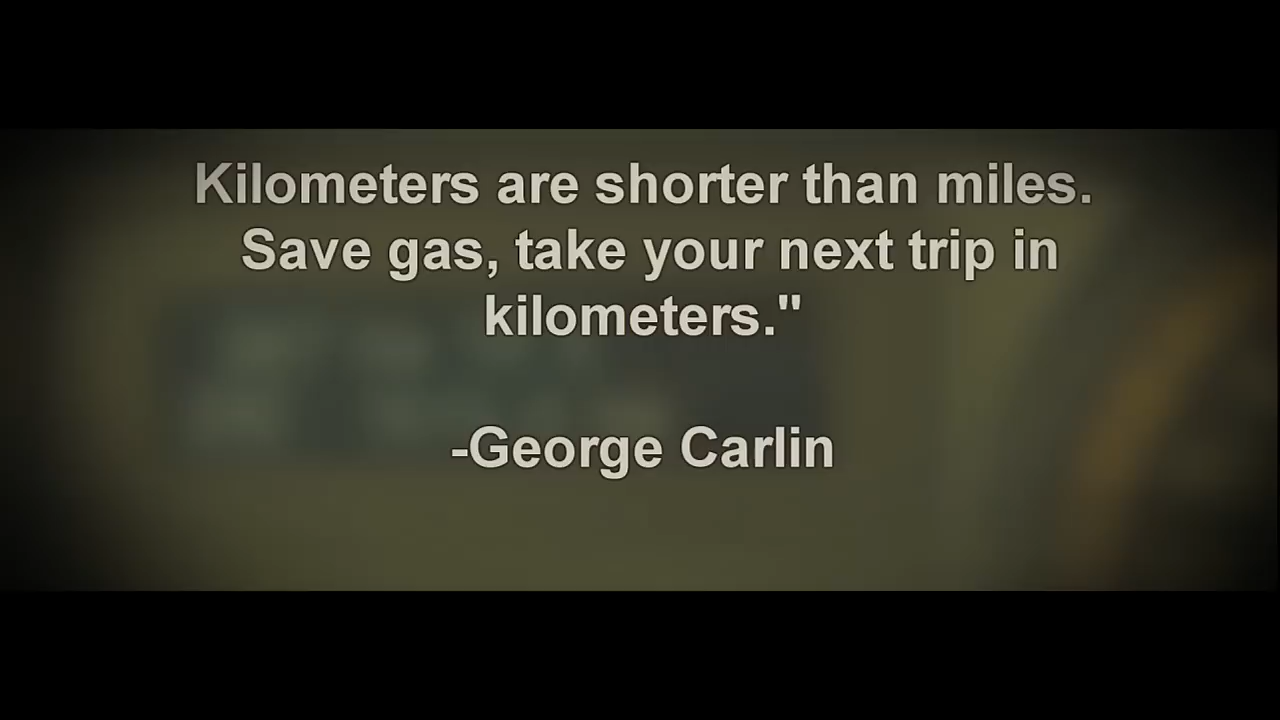 Kilometers are shorter than miles.
Save gas, take your next trip in
kilometers."
-George Carlin